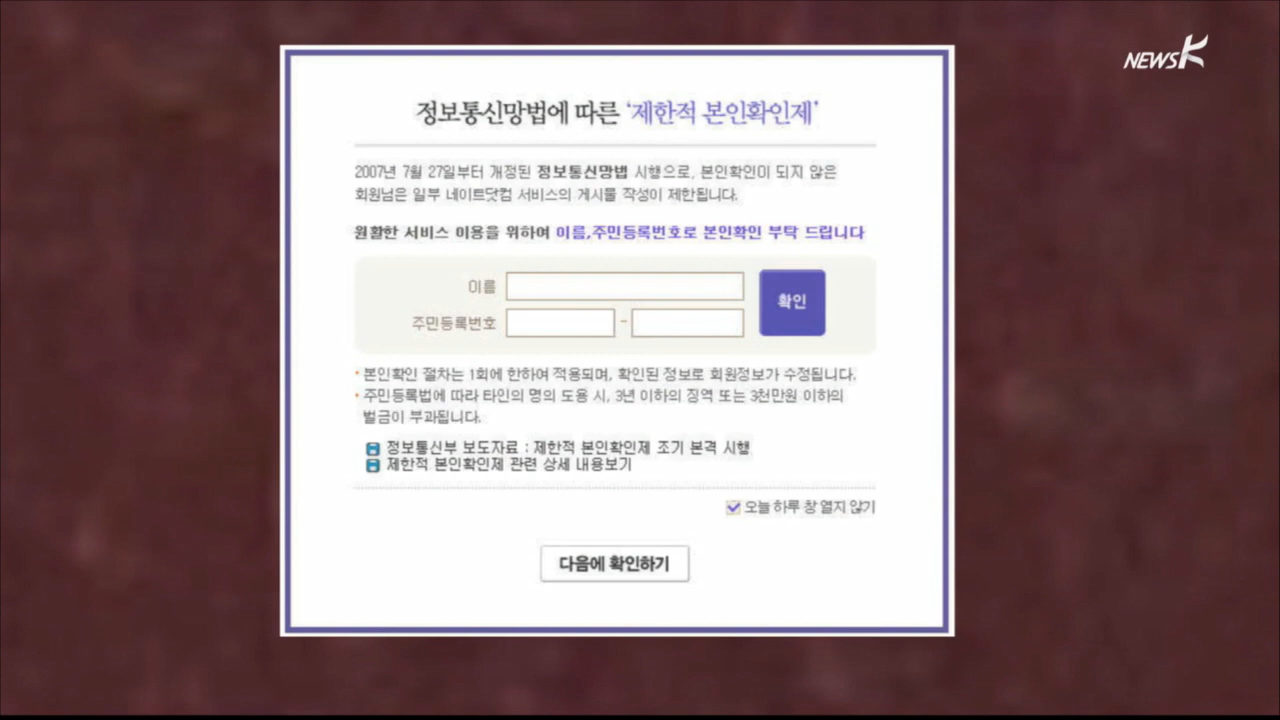 NEWSK
정보통신망법에 따른 ‘제한적 본인확인제’
2007년 7월 27일부터 개정된 정보통신망법 시행으로, 본인확인이 되지 않은
회원님은 일부 네이트닷컴 서비스의 게시물 작성이 제한됩니다.
원활한 서비스 이용을 위하여 이름,주민등록번호로 본인확인 부탁 드립니다
이름
확인
주민등록번호 -
• 본인확인 절차는 1회에 한하여 적용되며, 확인된 정보로 회원정보가 수정됩니다.
• 주민등록법에 따라 타인의 명의 도용 시, 3년 이하의 징역 또는 3천만원 이하의
벌금이 부과됩니다.
정보통신부 보도자료 : 제한적 본인확인제 조기 본격 시행
제한적 본인확인제 관련 상세 내용보기
오늘 하루 창 열지 않기
다음에 확인하기